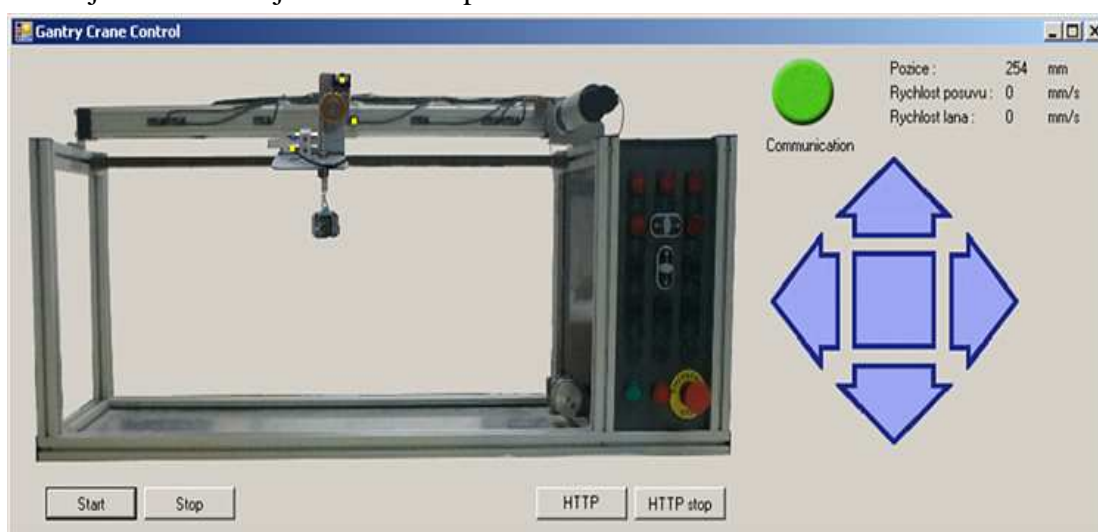 Gantry Crane Control
Pozice : 254 mm
Rychlost posuvu : 0 mm/s
Rychlost lana : 0 mm/s
Communication
Start
Stop
HTTP
HTTP stop